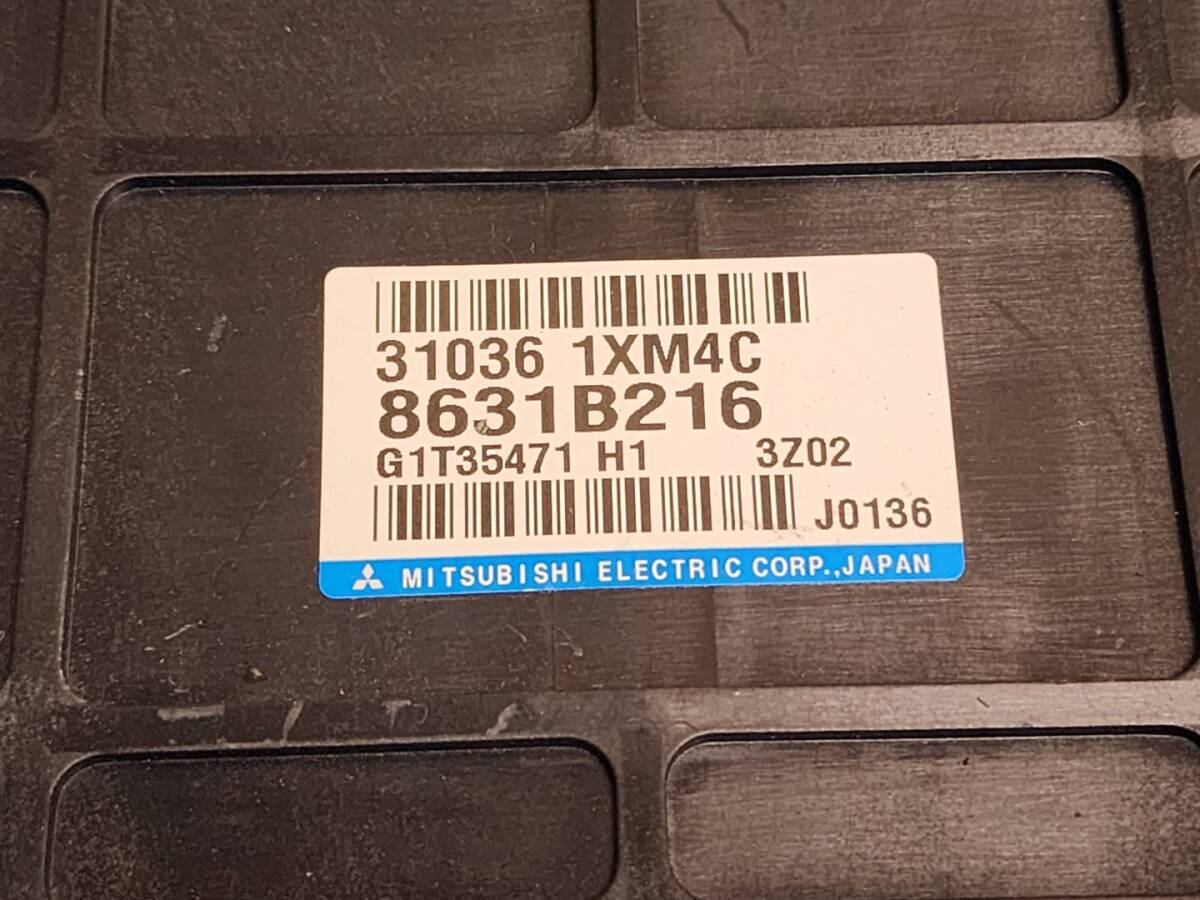 31036 1XM4C
8631B216
G1T35471 H1 3Z02
J0136
MITSUBISHI ELECTRIC CORP.,JAPAN